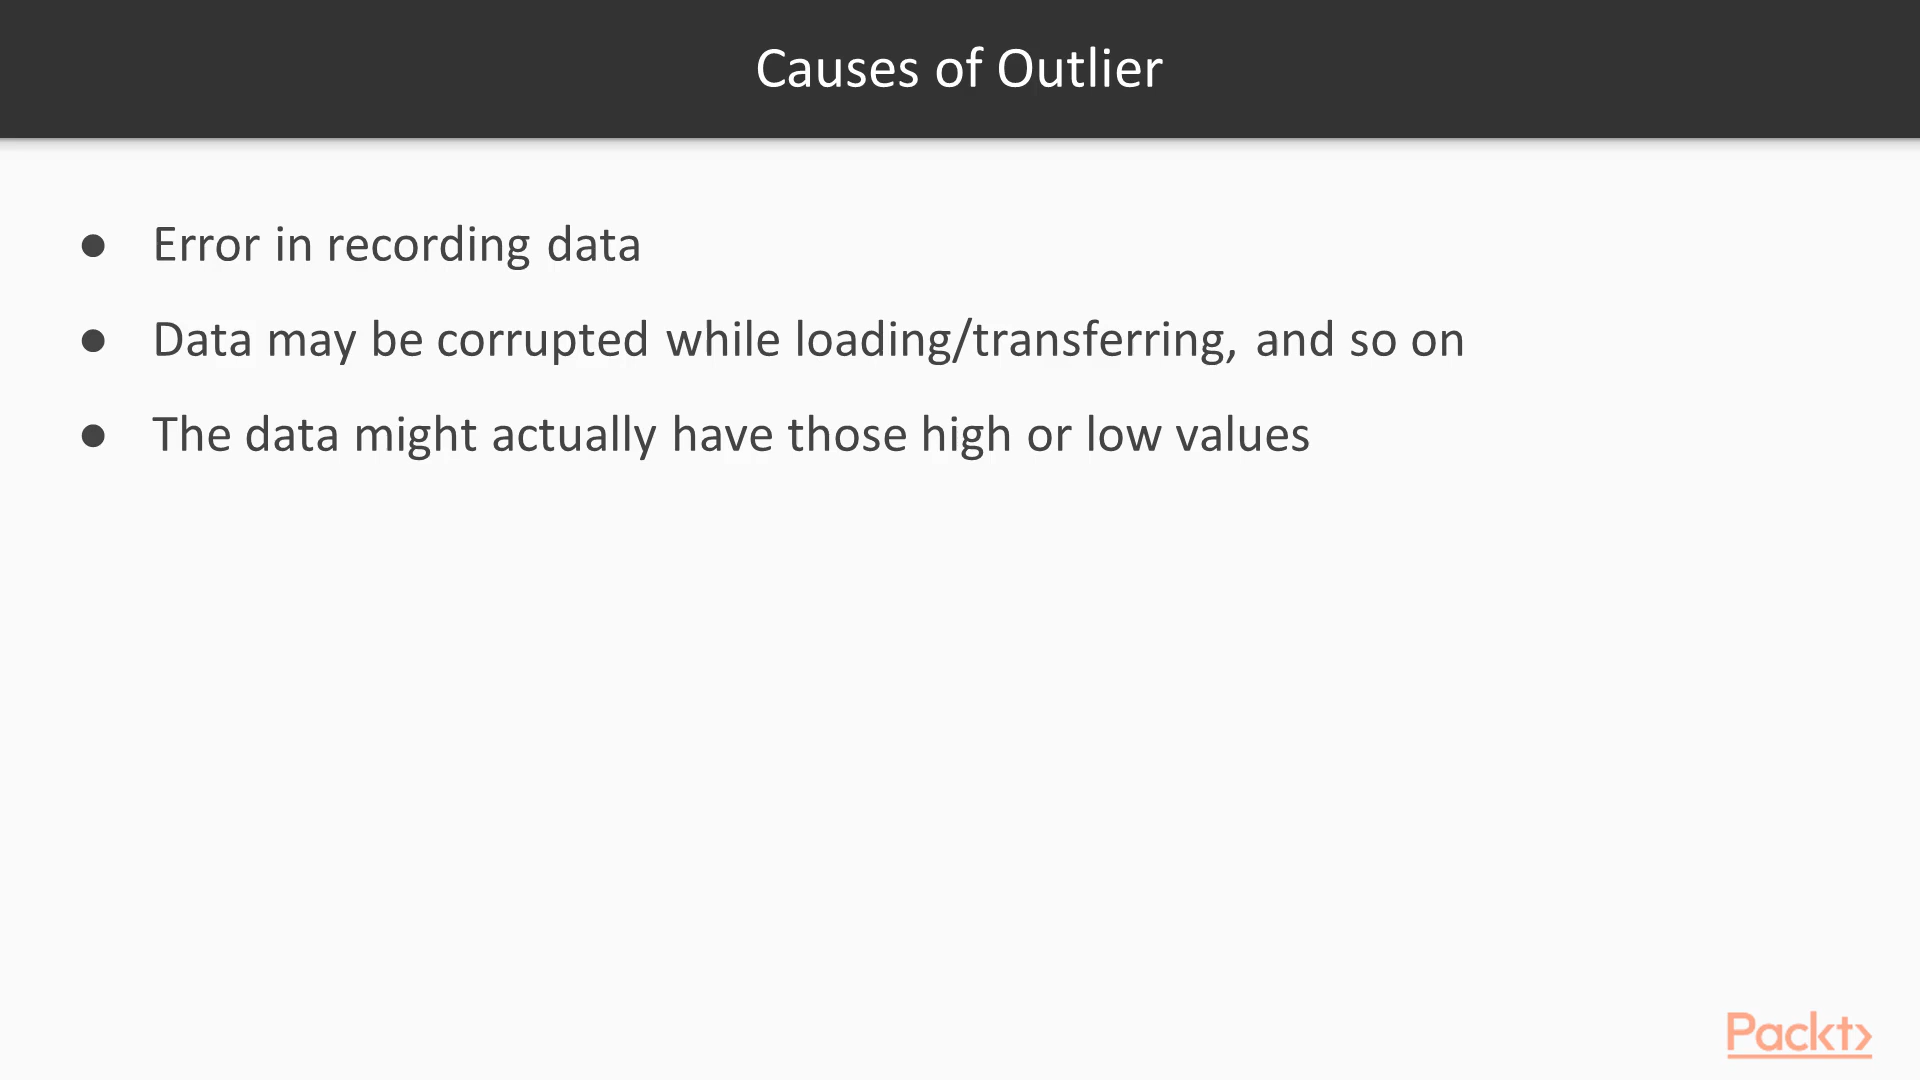 Causes of Outlier
● Error in recording data
● Data may be corrupted while loading/transferring, and so on
● The data might actually have those high or low values
Packt>